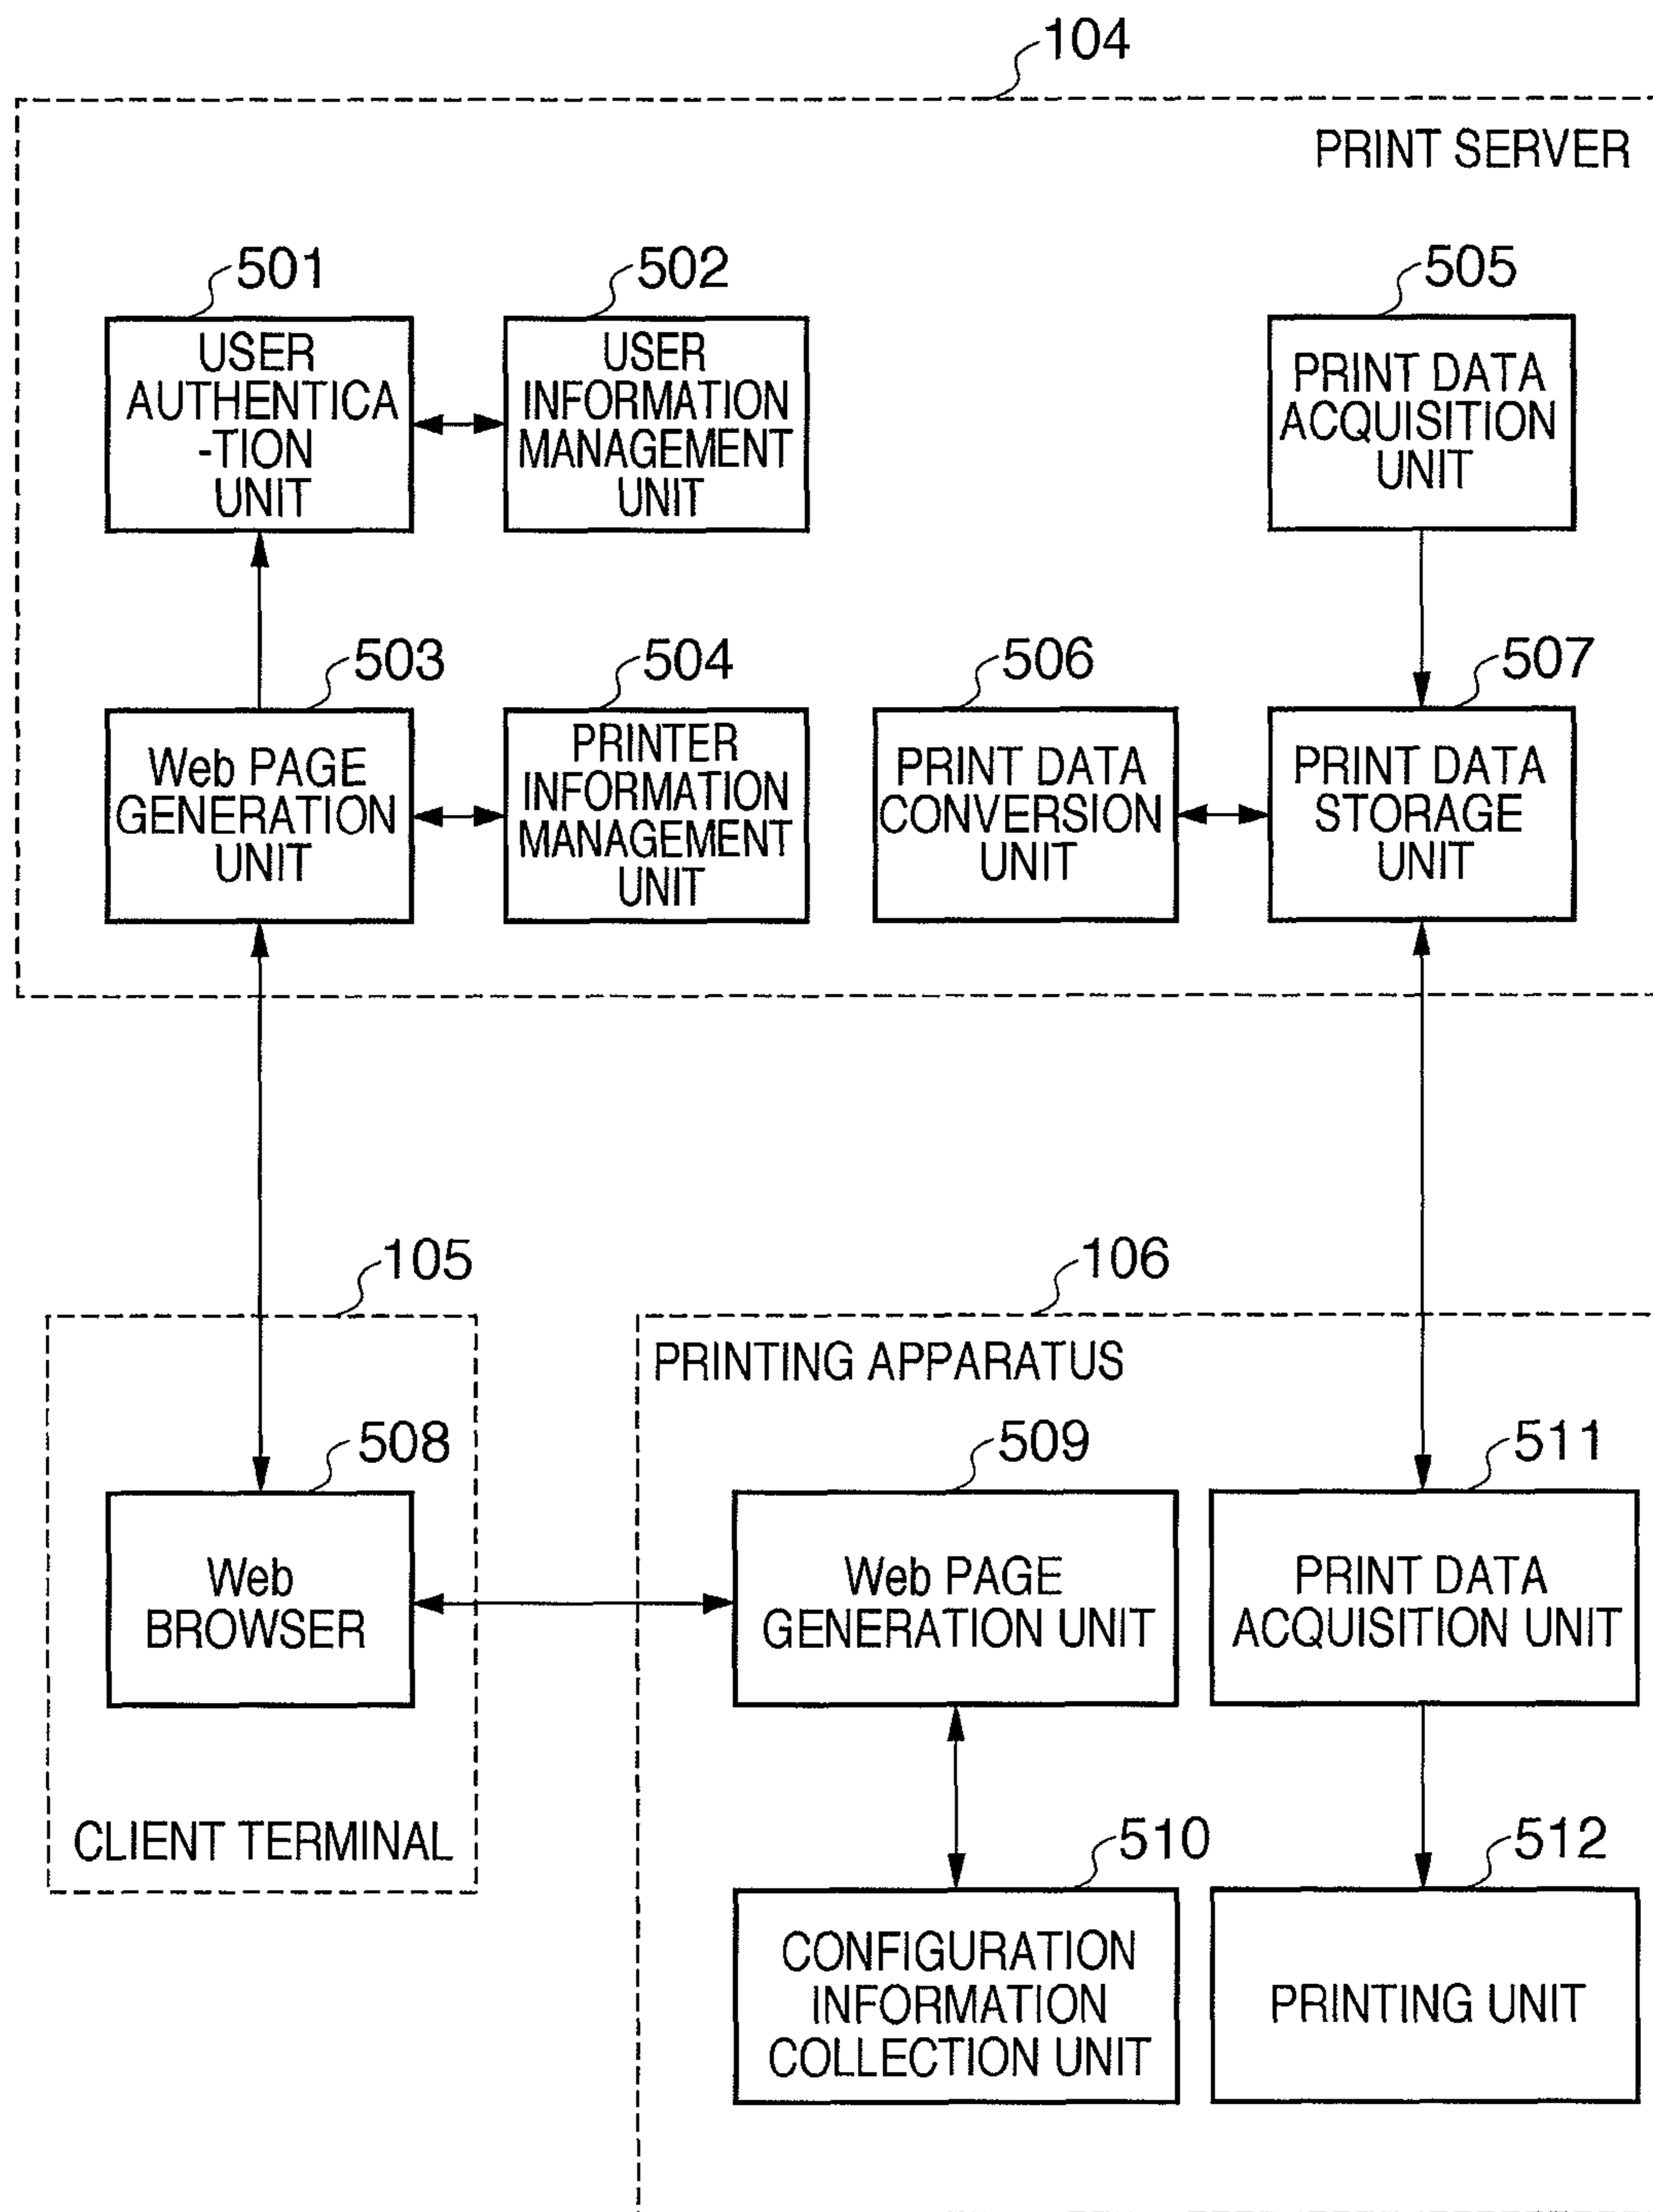 104
PRINT SERVER
501
USER
AUTHENTICA
-TION
UNIT
502
USER
INFORMATION
MANAGEMENT
UNIT
505
PRINT DATA
ACQUISITION
UNIT
503
Web PAGE
GENERATION
UNIT
504
PRINTER
INFORMATION
MANAGEMENT
UNIT
506
PRINT DATA
CONVERSION
UNIT
507
PRINT DATA
STORAGE
UNIT
105
508
Web
BROWSER
CLIENT TERMINAL
106
PRINTING APPARATUS
509
Web PAGE
GENERATION UNIT
511
PRINT DATA
ACQUISITION UNIT
510
CONFIGURATION
INFORMATION
COLLECTION UNIT
512
PRINTING UNIT